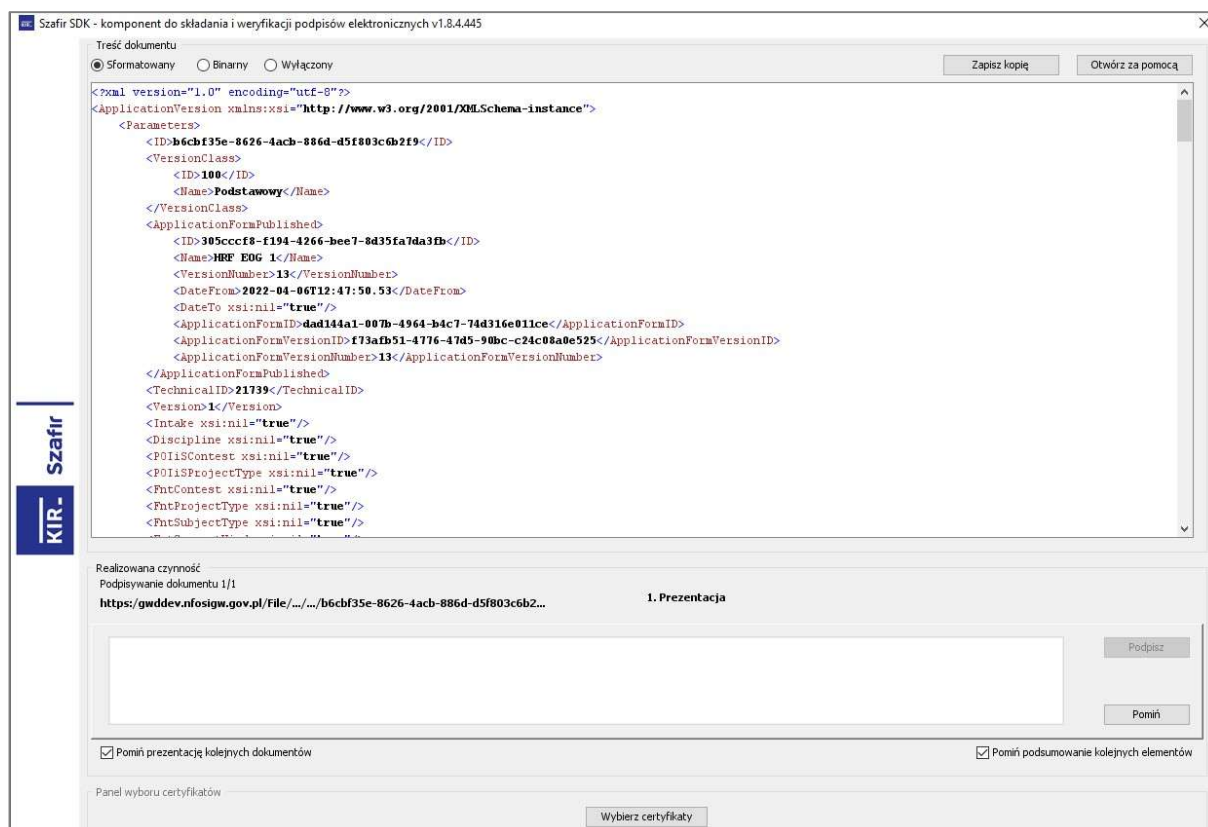 Szafir SDK - komponent do składania i weryfikacji podpisów elektronicznych v1.8.4.445
Treść dokumentu
Sformatowany Binarny Wyłączony Zapisz kopię Otwórz za pomocą
<?xml version="1.0" encoding="utf-8"?>
<ApplicationVersion xmlns:xsi="http://www.w3.org/2001/XMLSchema-instance">
<Parameters>
<ID>b6cbf35e-8626-4acb-886d-d5f803c6b2f9</ID>
<VersionClass>
<ID>100</ID>
<Name>Podstawowy</Name>
</VersionClass>
<ApplicationFormPublished>
<ID>305cccf8-f194-4266-bee7-8d35fa7da3fb</ID>
<Name>HRF EOG 1</Name>
<VersionNumber>13</VersionNumber>
<DateFrom>2022-04-06T12:47:50.53</DateFrom>
<DateTo xsi:nil="true"/>
<ApplicationFormID>dad144a1-007b-4964-b4c7-74d316e011ce</ApplicationFormID>
<ApplicationFormVersionID>f73afb51-4776-47d5-90bc-c24c08a0e525</ApplicationFormVersionID>
<ApplicationFormVersionNumber>13</ApplicationFormVersionNumber>
</ApplicationFormPublished>
<TechnicalID>21739</TechnicalID>
<Version>1</Version>
<Intake xsi:nil="true"/>
<Discipline xsi:nil="true"/>
<POIiSContest xsi:nil="true"/>
<POIiSProjectType xsi:nil="true"/>
<FntContest xsi:nil="true"/>
<FntProjectType xsi:nil="true"/>
<FntSubjectType xsi:nil="true"/>
KIR. Szafir
Realizowana czynność
Podpisywanie dokumentu 1/1
https:/gwddev.nfosigw.gov.pl/File/.../.../b6cbf35e-8626-4acb-886d-d5f803c6b2... 1. Prezentacja
Podpisz
Pomiń
Pomiń prezentację kolejnych dokumentów Pomiń podsumowanie kolejnych elementów
Panel wyboru certyfikatów
Wybierz certyfikaty